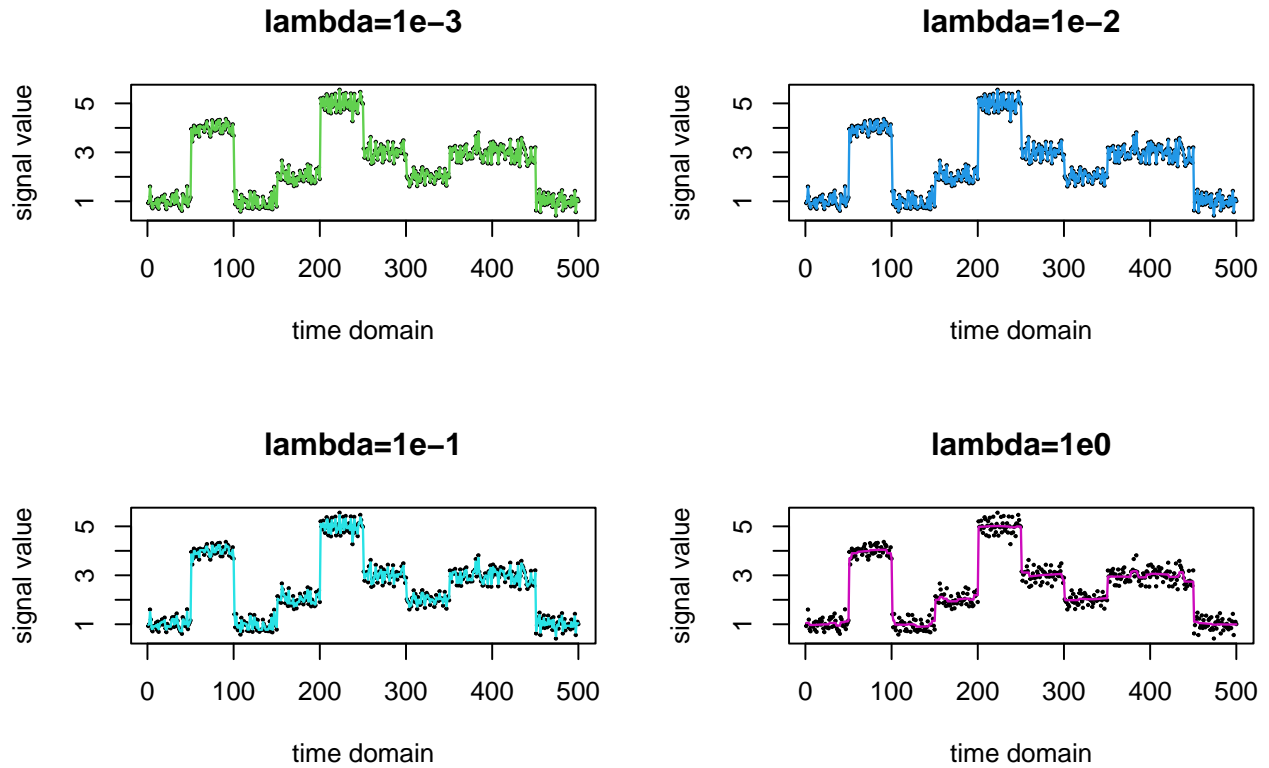 lambda=1e−3
signal value
1
3
5
0 100 200 300 400 500
time domain
lambda=1e−2
signal value
1
3
5
0 100 200 300 400 500
time domain
lambda=1e−1
signal value
1
3
5
0 100 200 300 400 500
time domain
lambda=1e0
signal value
1
3
5
0 100 200 300 400 500
time domain